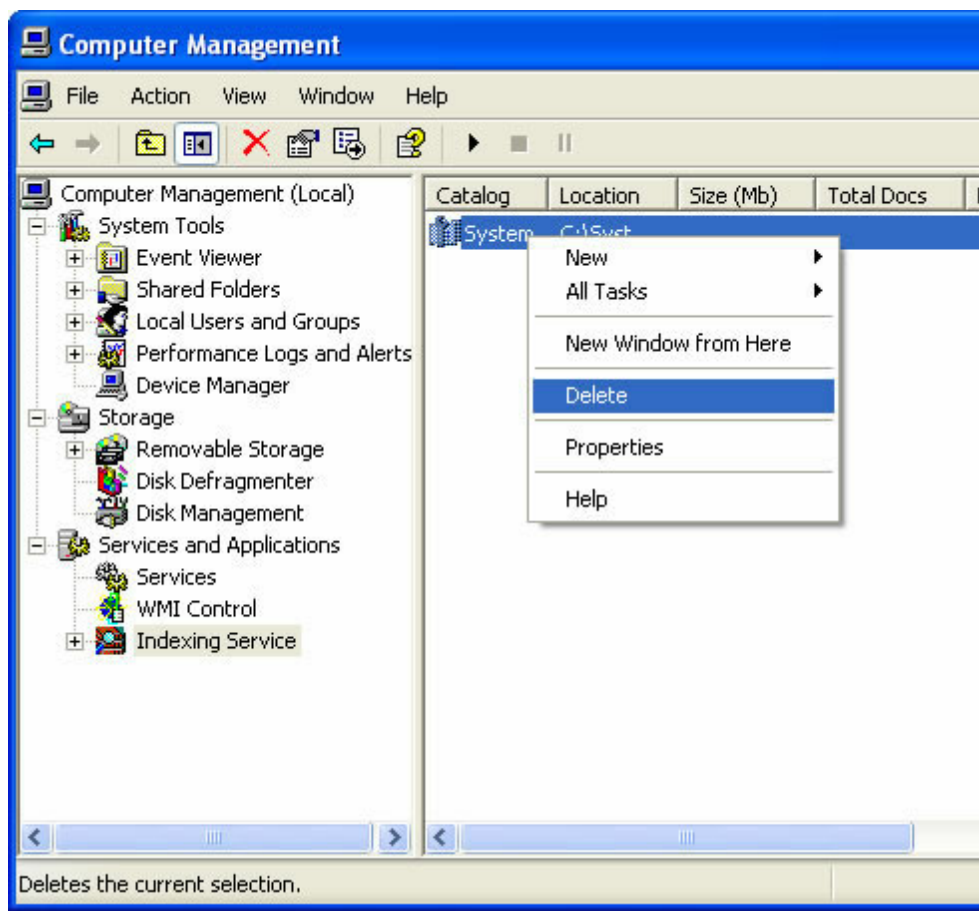 Computer Management
File Action View Window Help
Computer Management (Local)
System Tools
Event Viewer
Shared Folders
Local Users and Groups
Performance Logs and Alerts
Device Manager
Storage
Removable Storage
Disk Defragmenter
Disk Management
Services and Applications
Services
WMI Control
Indexing Service
Catalog Location Size (Mb) Total Docs
System C:\Syst
New
All Tasks
New Window from Here
Delete
Properties
Help
Deletes the current selection.